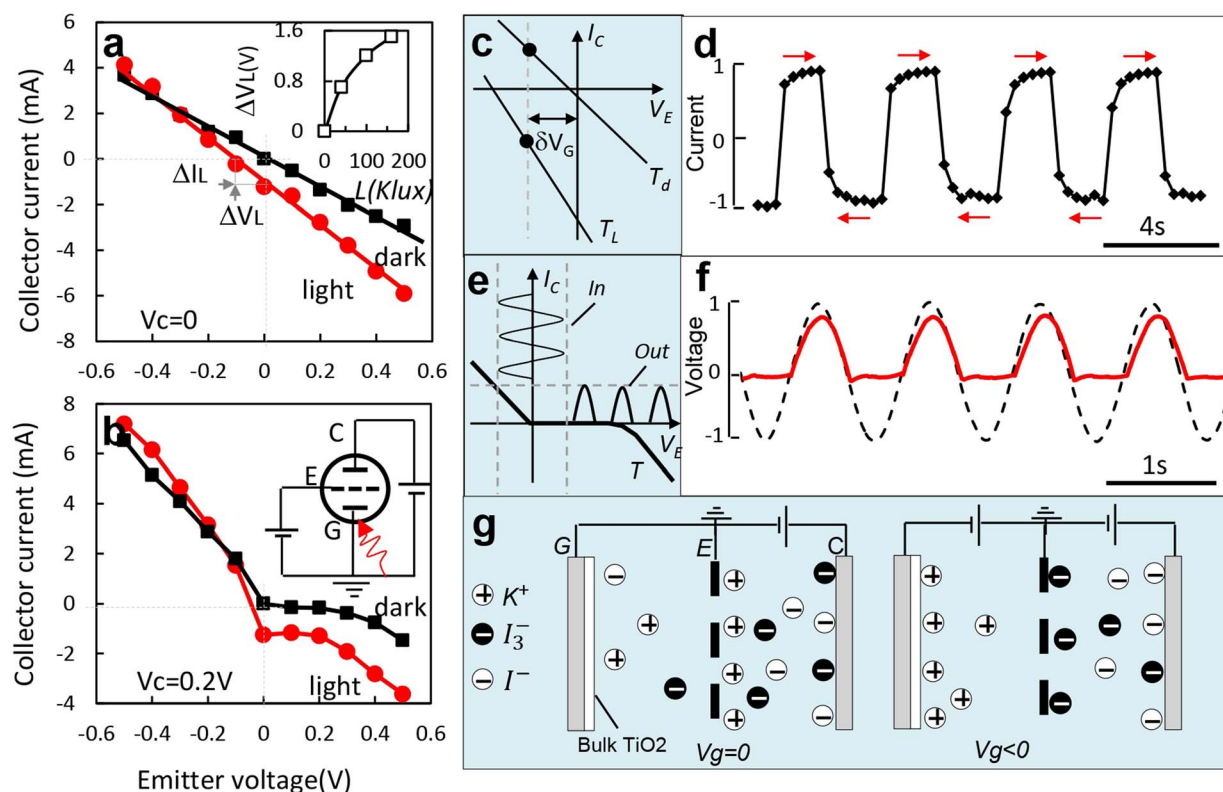 a
Collector current (mA)
6
4
2
0
-2
-4
-6
-8
-0.6
-0.4
-0.2
0
0.2
0.4
0.6
ΔVL(V)
1.6
0.8
0
0
100
200
L(Klux)
ΔIL
ΔVL
dark
light
Vc=0
b
Collector current (mA)
8
6
4
2
0
-2
-4
-0.6
-0.4
-0.2
0
0.2
0.4
0.6
C
E
G
dark
light
Vc=0.2V
Emitter voltage(V)
c
IC
VE
δVG
Td
TL
d
Current
1
0
-1
4s
e
IC
In
Out
VE
T
f
Voltage
1
0
-1
1s
g
G
E
C
K+
I3−
I−
Bulk TiO2
Vg=0
Vg<0